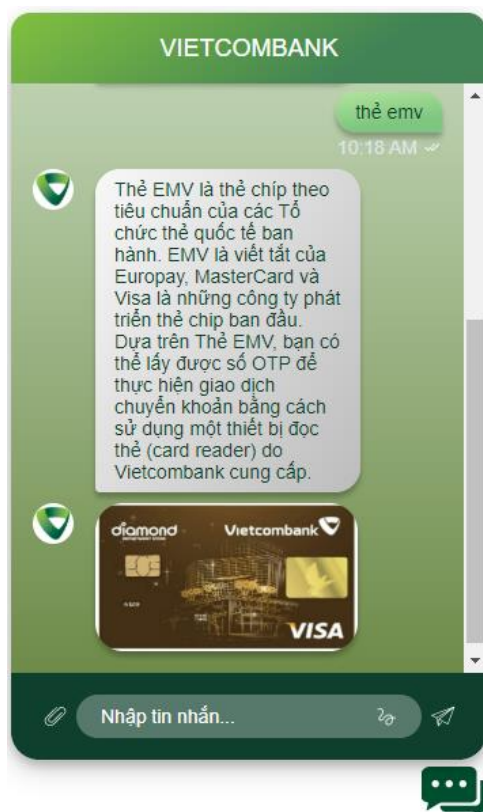 VIETCOMBANK
thẻ emv
10:18 AM
Thẻ EMV là thẻ chíp theo
tiêu chuẩn của các Tổ
chức thẻ quốc tế ban
hành. EMV là viết tắt của
Europay, MasterCard và
Visa là những công ty phát
triển thẻ chip ban đầu.
Dựa trên Thẻ EMV, bạn có
thể lấy được số OTP để
thực hiện giao dịch
chuyển khoản bằng cách
sử dụng một thiết bị đọc
thẻ (card reader) do
Vietcombank cung cấp.
diamond Vietcombank
VISA
Nhập tin nhắn...